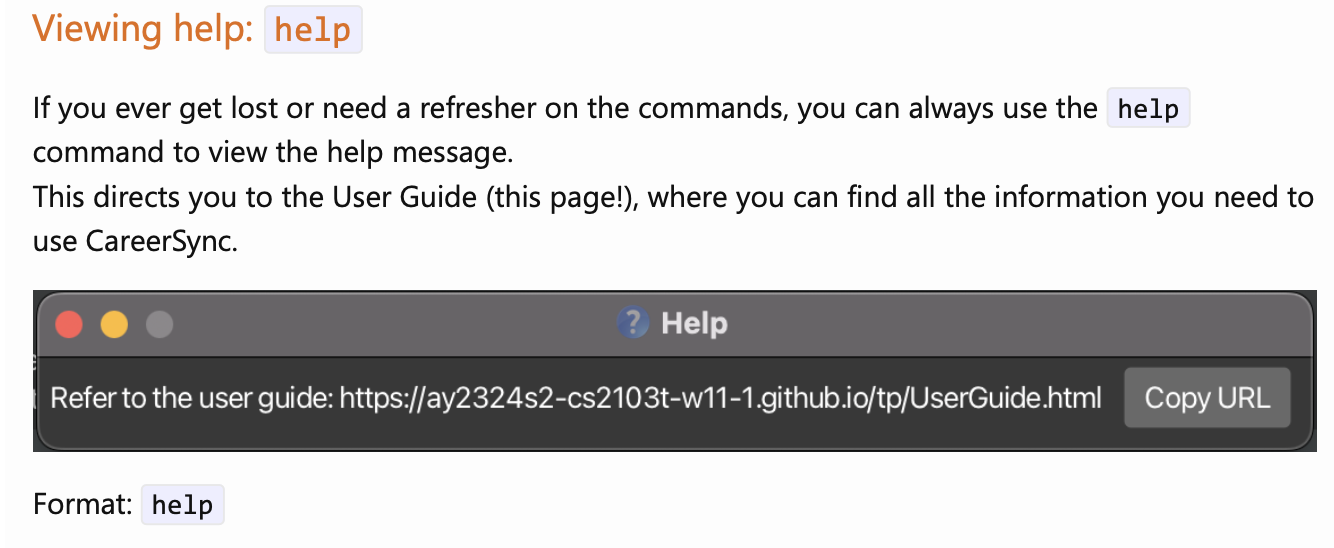 Viewing help: help
If you ever get lost or need a refresher on the commands, you can always use the help
command to view the help message.
This directs you to the User Guide (this page!), where you can find all the information you need to
use CareerSync.
? Help
Refer to the user guide: https://ay2324s2-cs2103t-w11-1.github.io/tp/UserGuide.html Copy URL
Format: help